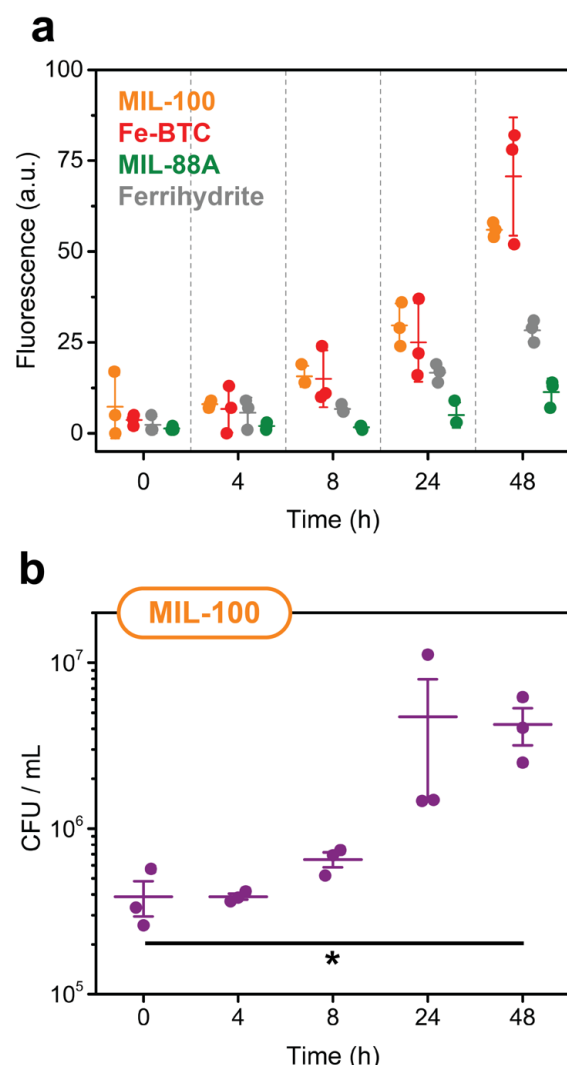 a
100
75
50
25
0
Fluorescence (a.u.)
MIL-100
Fe-BTC
MIL-88A
Ferrihydrite
0 4 8 24 48
Time (h)
b
MIL-100
10⁷
10⁶
10⁵
CFU / mL
*
0 4 8 24 48
Time (h)